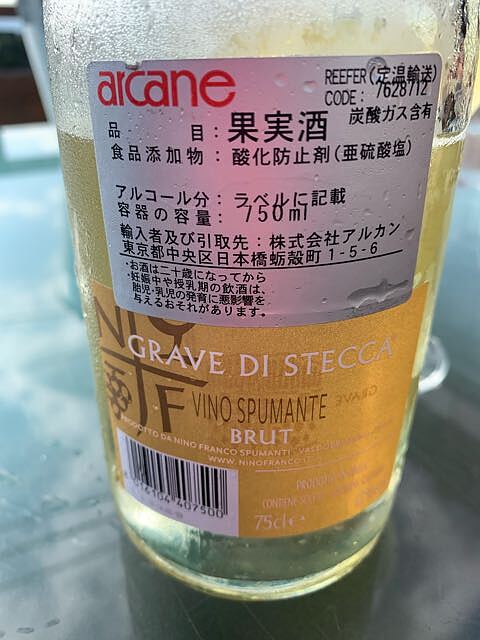 arcane
REEFER(定温輸送)
CODE: 7628712
炭酸ガス含有
品 目:果実酒
食品添加物:酸化防止剤(亜硫酸塩)
アルコール分:ラベルに記載
容器の容量:750ml
輸入者及び引取先:株式会社アルカン
東京都中央区日本橋蛎殻町1-5-6
・お酒は二十歳になってから
・妊娠中や授乳期の飲酒は、
胎児・乳児の発育に悪影響を
与えるおそれがあります。
GRAVE DI STECCA
VINO SPUMANTE
BRUT
PRODOTTO DA NINO FRANCO SPUMANTI
WWW.NINOFRANCO.IT
CONTIENE
75cl e